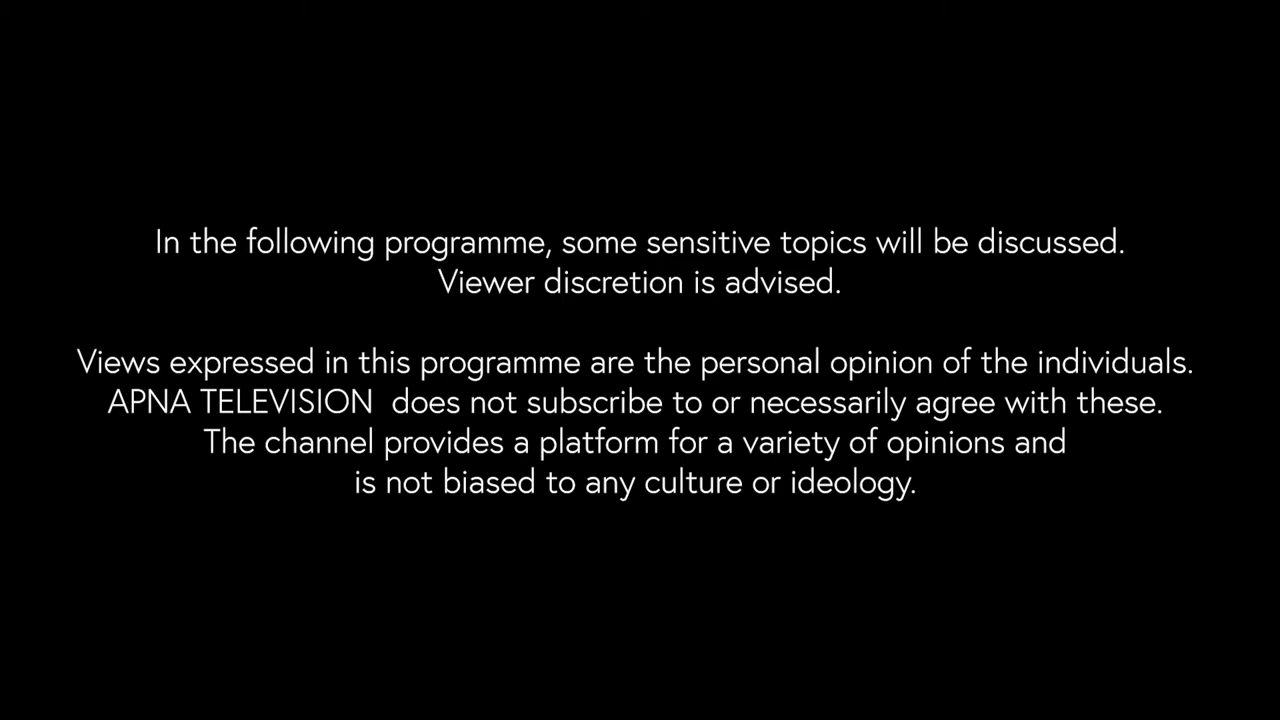 In the following programme, some sensitive topics will be discussed.
Viewer discretion is advised.
Views expressed in this programme are the personal opinion of the individuals.
APNA TELEVISION does not subscribe to or necessarily agree with these.
The channel provides a platform for a variety of opinions and
is not biased to any culture or ideology.